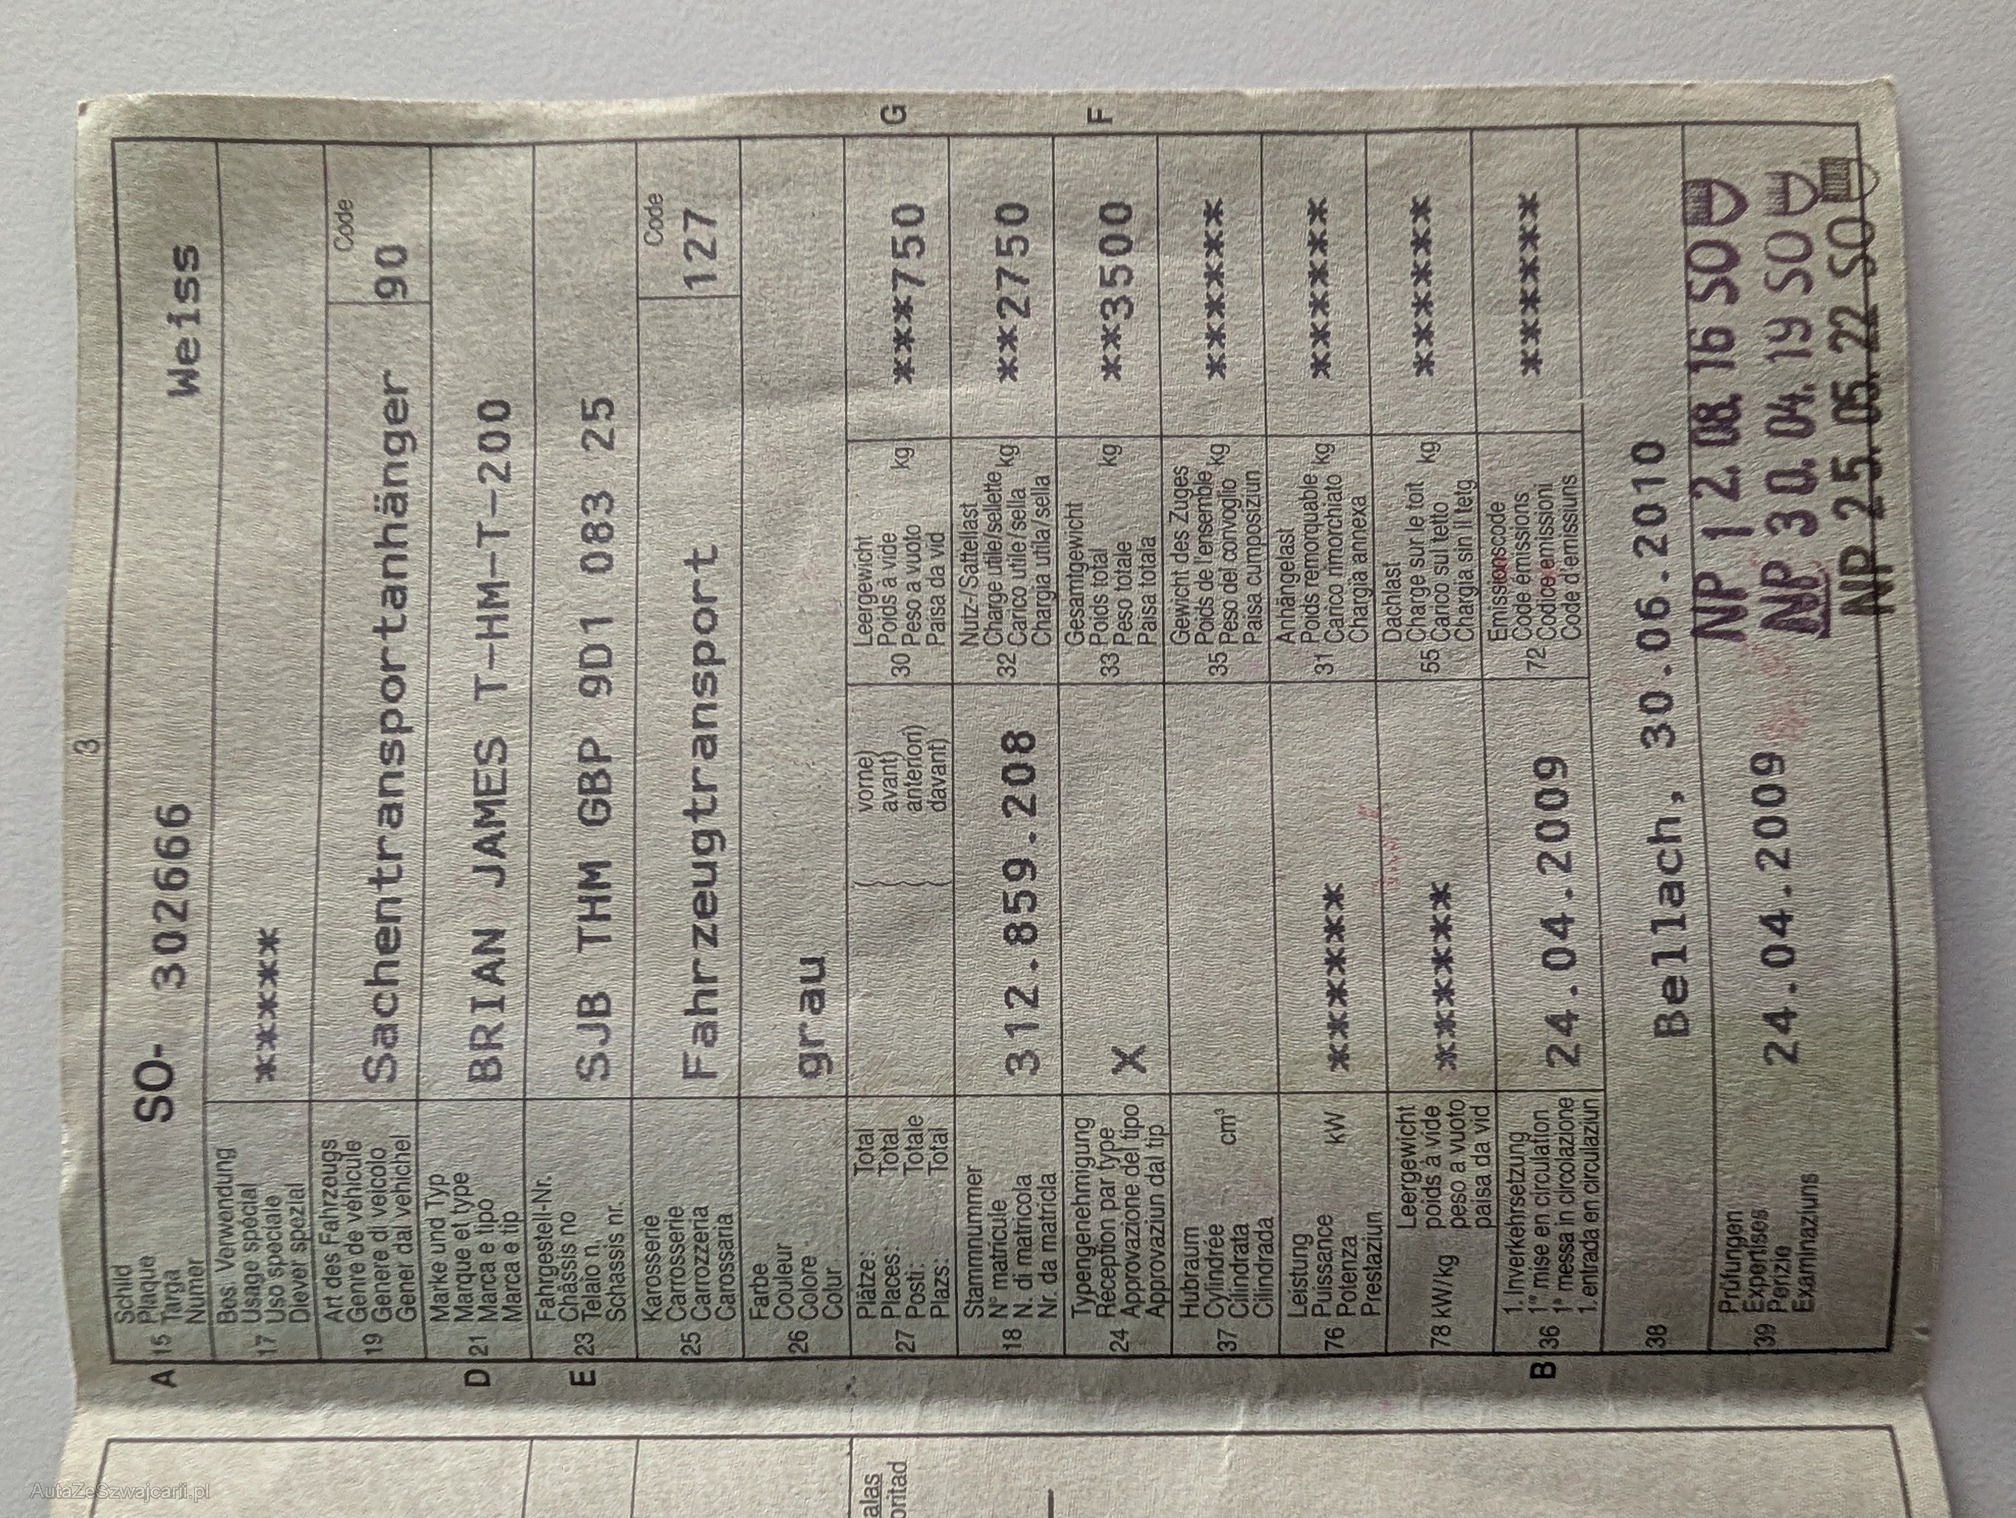 3
A 15 Schild
Plaque
Targa
Numer
SO- 302666 Weiss
17 Bes. Verwendung
Usage spécial
Uso speciale
Diever spezial
*****
19 Art des Fahrzeugs
Genre de véhicule
Genere di veicolo
Gener dal vehichel
Sachentransportanhänger
Code
90
D 21 Marke und Typ
Marque et type
Marca e tipo
Marca e tip
BRIAN JAMES T-HM-T-200
E 23 Fahrgestell-Nr.
Châssis no
Telaio n.
Schassis nr.
SJB THM GBP 9D1 083 25
25 Karosserie
Carrosserie
Carozzeria
Carossaria
Fahrzeugtransport
Code
127
26 Farbe
Couleur
Colore
Colur
grau
27 Plätze: Total
Places: Total
Posti: Totale
Plazs: Total
( vorne)
avant)
anteriori)
( davant)
30 Leergewicht
Poids à vide
Peso a vuoto kg
Paisa da vid
***750
G
18 Stammnummer
N° matricule
N. di matricola
Nr. da matricla
312.859.208
32 Nutz-/Sattellast
Charge utile/sellette kg
Carico utile/sella
Chargia utila/sella
**2750
24 Typengenehmigung
Réception par type
Approvazione del tipo
Approvaziun dal tip
X
33 Gesamtgewicht
Poids total kg
Peso totale
Paisa totala
**3500
F
37 Hubraum
Cylindrée cm³
Cilindrata
Cilindrada
35 Gewicht des Zuges
Poids de l'ensemble kg
Peso del convoglio
Paisa cumposiziun
*******
76 Leistung
Puissance kW
Potenza
Prestaziun
*******
31 Anhängelast
Poids remorquable kg
Carico rimorchiato
Chargia annexa
*******
78 kW/kg Leergewicht
poids à vide
peso a vuoto
paisa da vid
*******
55 Dachlast
Charge sur le toit kg
Carico sul tetto
Chargia sin il tetg
*******
B 36 1. Inverkehrsetzung
1re mise en circulation
1a messa in circolazione
1. entrada en circulaziun
24.04.2009
72 Emissionscode
Code émissions
Codice emissioni
Code d'emissiuns
*******
38 Bellach, 30.06.2010
39 Prüfungen
Expertises
Perizie
Examinaziuns
24.04.2009
NP 12.08.16 SO
NP 30.04.19 SO
NP 25.05.22 SO
alas
oritad
AutaZeSzwajcarii.pl